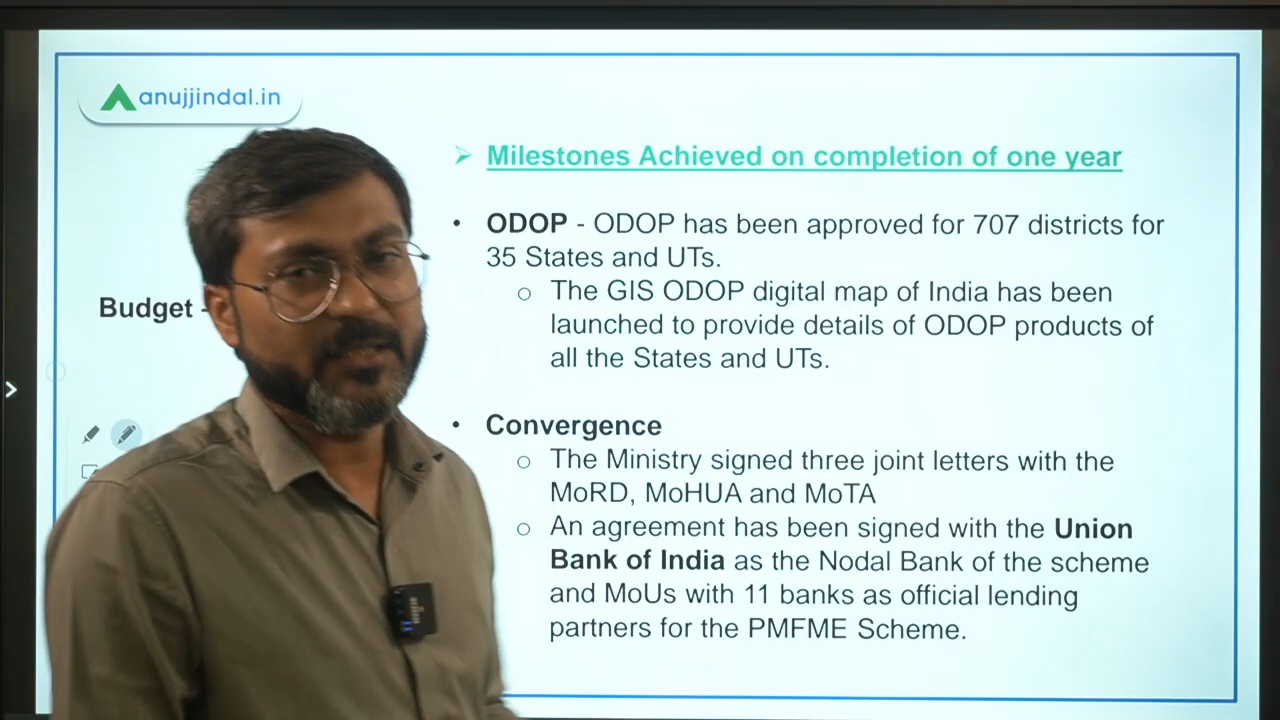 anujjindal.in
Milestones Achieved on completion of one year
• ODOP - ODOP has been approved for 707 districts for
35 States and UTs.
Budget -
o The GIS ODOP digital map of India has been
launched to provide details of ODOP products of
all the States and UTs.
• Convergence
o The Ministry signed three joint letters with the
MoRD, MoHUA and MoTA
o An agreement has been signed with the Union
Bank of India as the Nodal Bank of the scheme
and MoUs with 11 banks as official lending
partners for the PMFME Scheme.